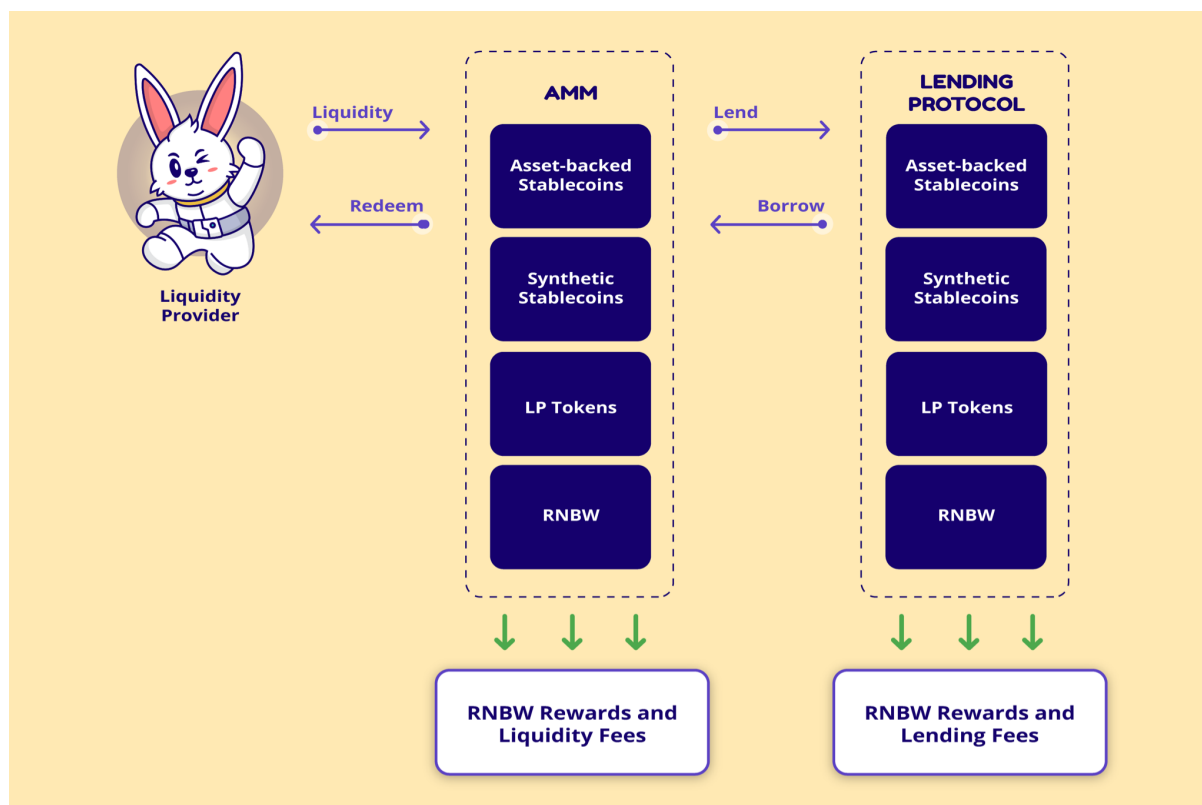 Liquidity
Redeem
Liquidity
Provider
AMM
Asset-backed
Stablecoins
Synthetic
Stablecoins
LP Tokens
RNBW
RNBW Rewards and
Liquidity Fees
Lend
Borrow
LENDING
PROTOCOL
Asset-backed
Stablecoins
Synthetic
Stablecoins
LP Tokens
RNBW
RNBW Rewards and
Lending Fees